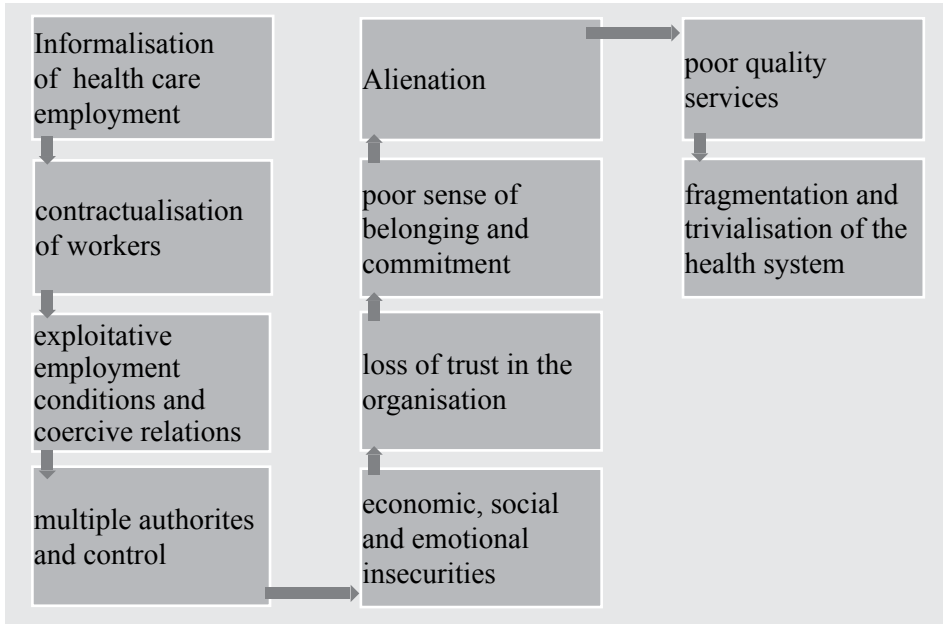 Informalisation
of health care
employment
contractualisation
of workers
exploitative
employment
conditions and
coercive relations
multiple authorites
and control
economic, social
and emotional
insecurities
loss of trust in the
organisation
poor sense of
belonging and
commitment
Alienation
poor quality
services
fragmentation and
trivialisation of the
health system